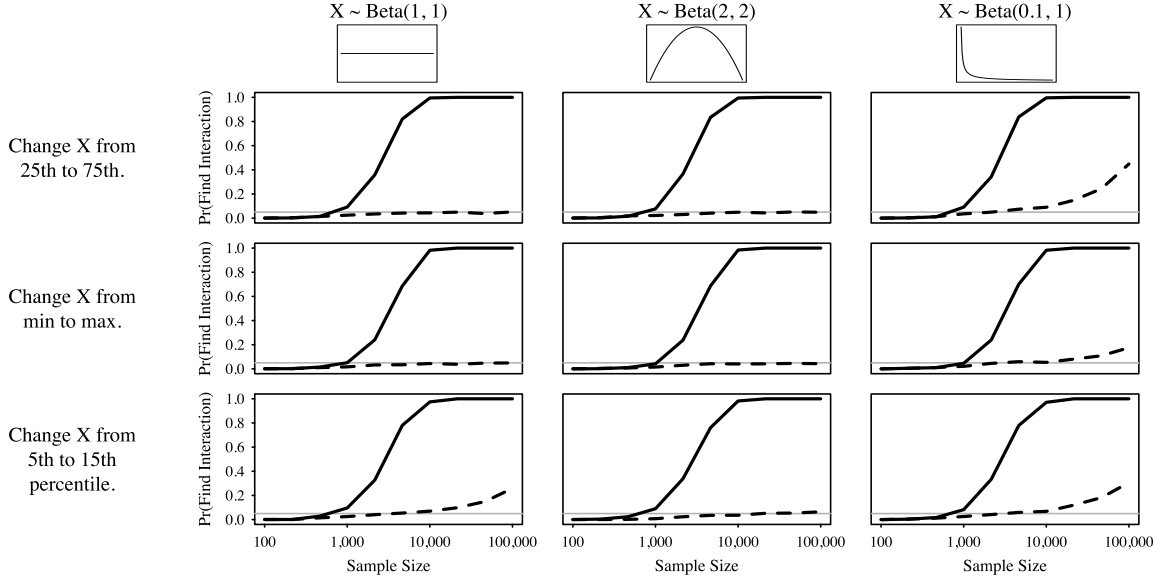 X ~ Beta(1, 1)
X ~ Beta(2, 2)
X ~ Beta(0.1, 1)
Change X from
25th to 75th.
Pr(Find Interaction)
1.0
0.8
0.6
0.4
0.2
0.0
Change X from
min to max.
Pr(Find Interaction)
1.0
0.8
0.6
0.4
0.2
0.0
Change X from
5th to 15th
percentile.
Pr(Find Interaction)
1.0
0.8
0.6
0.4
0.2
0.0
100 1,000 10,000 100,000
100 1,000 10,000 100,000
100 1,000 10,000 100,000
Sample Size
Sample Size
Sample Size